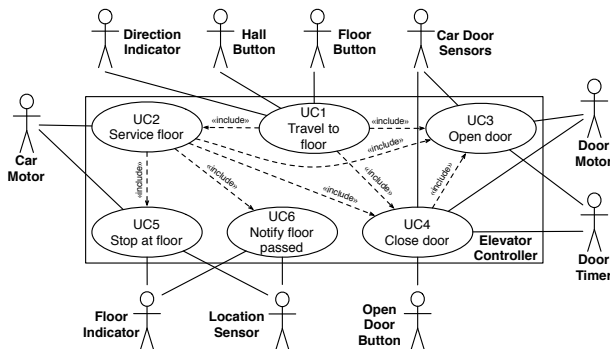 Direction
Indicator
Hall
Button
Floor
Button
Car Door
Sensors
Car
Motor
UC2
Service floor
«include»
UC1
Travel to
floor
«include»
UC3
Open door
Door
Motor
«include»
«include»
«include»
«include»
«include»
«include»
UC5
Stop at floor
UC6
Notify floor
passed
UC4
Close door
Elevator
Controller
Door
Timer
Floor
Indicator
Location
Sensor
Open
Door
Button